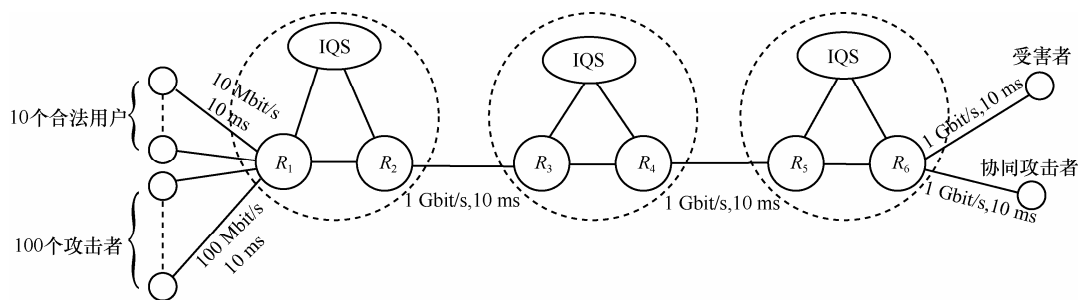 IQS
IQS
IQS
受害者
10个合法用户
10 Mbit/s
10 ms
1 Gbit/s,10 ms
R1
R2
R3
R4
R5
R6
协同攻击者
1 Gbit/s,10 ms
1 Gbit/s,10 ms
1 Gbit/s,10 ms
100个攻击者
100 Mbit/s
10 ms